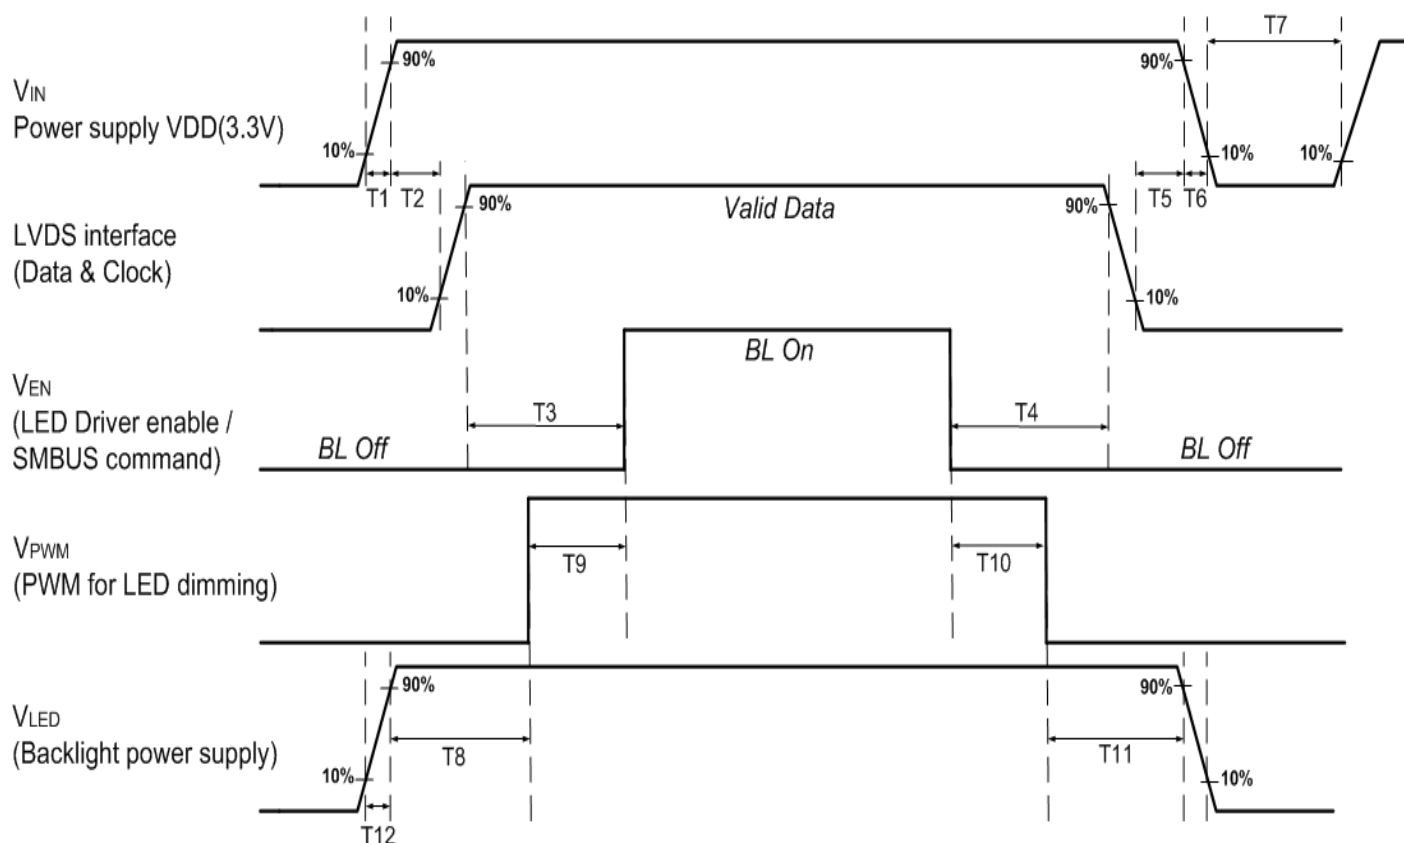 T7
90%
90%
VIN
Power supply VDD(3.3V)
10%
10%
10%
T1
T2
T5
T6
90%
Valid Data
90%
LVDS interface
(Data & Clock)
10%
10%
BL On
VEN
(LED Driver enable /
SMBUS command)
T3
T4
BL Off
BL Off
VPWM
(PWM for LED dimming)
T9
T10
90%
90%
VLED
(Backlight power supply)
T8
T11
10%
10%
T12